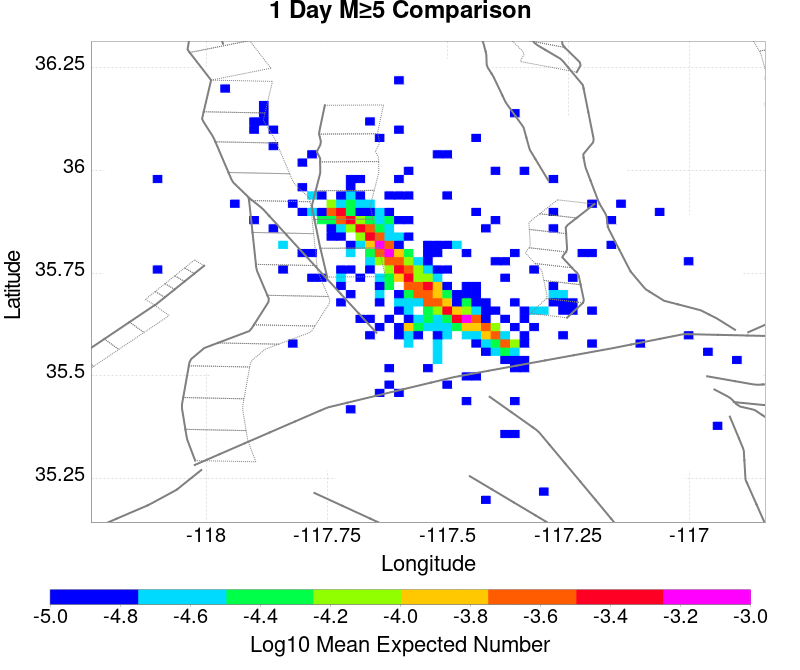 1 Day M≥5 Comparison
36.25
36
35.75
35.5
35.25
Latitude
-118 -117.75 -117.5 -117.25 -117
Longitude
-5.0 -4.8 -4.6 -4.4 -4.2 -4.0 -3.8 -3.6 -3.4 -3.2 -3.0
Log10 Mean Expected Number